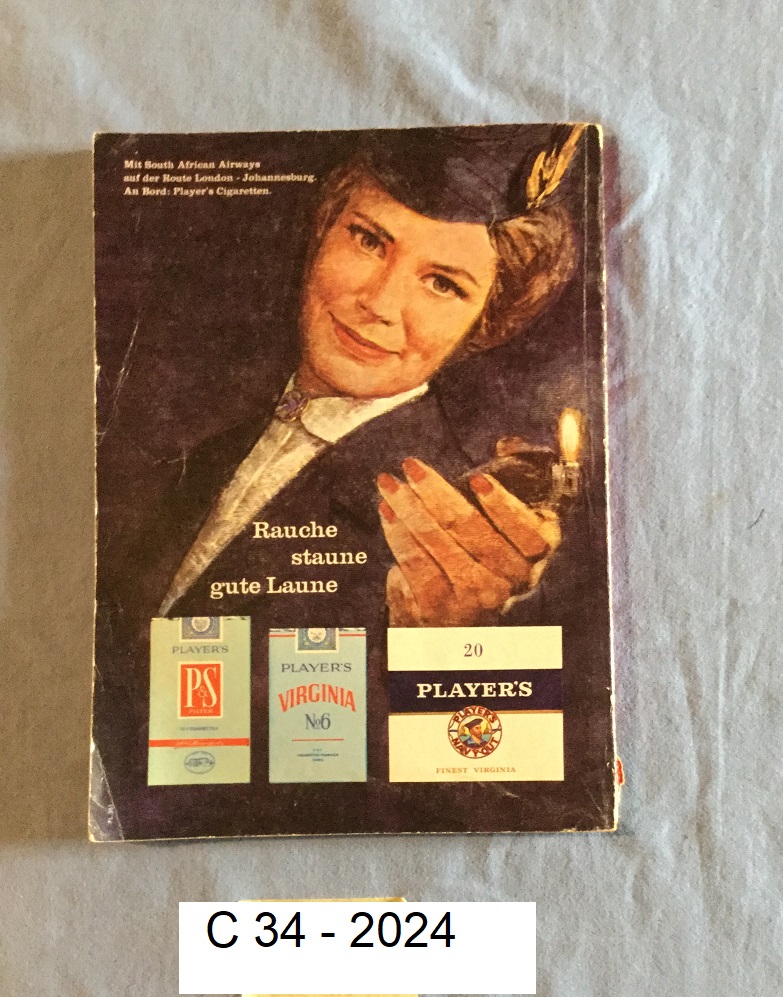 Mit South African Airways
auf der Route London - Johannesburg.
An Bord: Player's Cigaretten.
Rauche
staune
gute Laune
PLAYER'S
P&S
FILTER
PLAYER'S
VIRGINIA
No6
20
PLAYER'S
PLAYER'S
NAVY CUT
FINEST VIRGINIA
C 34 - 2024